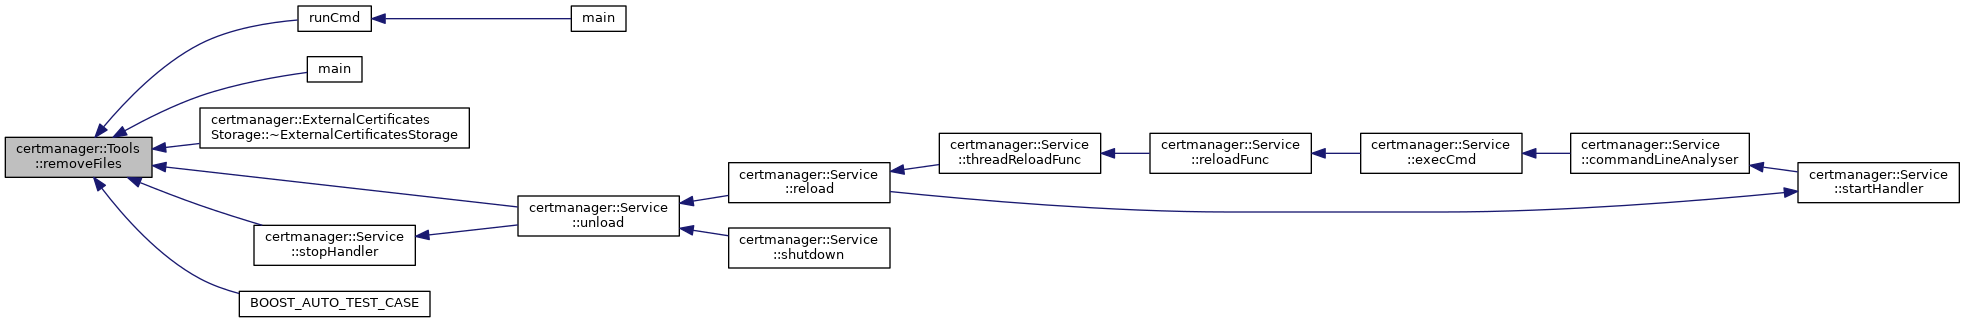 runCmd
main
main
certmanager::ExternalCertificates
Storage::~ExternalCertificatesStorage
certmanager::Tools
::removeFiles
certmanager::Service
::unload
certmanager::Service
::reload
certmanager::Service
::threadReloadFunc
certmanager::Service
::reloadFunc
certmanager::Service
::execCmd
certmanager::Service
::commandLineAnalyser
certmanager::Service
::startHandler
certmanager::Service
::shutdown
certmanager::Service
::stopHandler
BOOST_AUTO_TEST_CASE